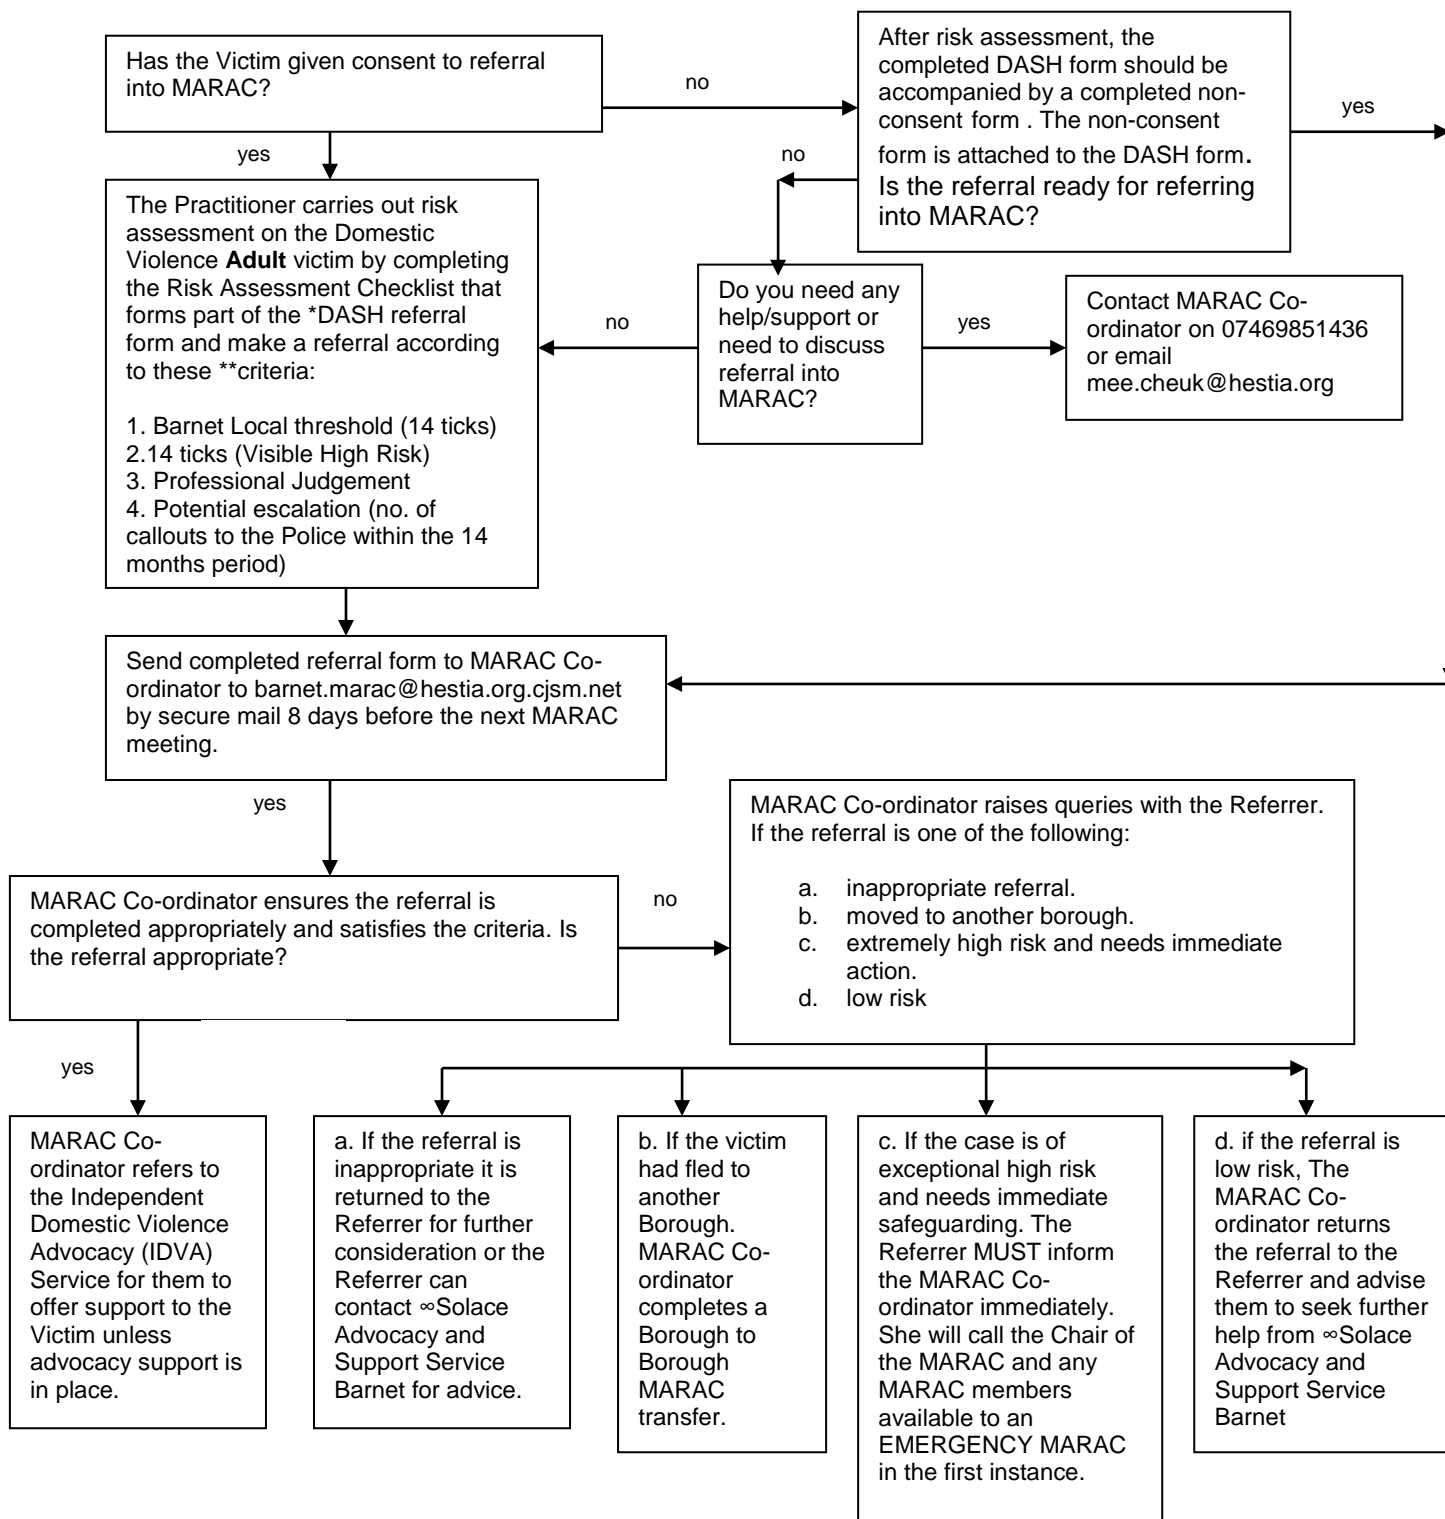 Has the Victim given consent to referral
into MARAC?
no
After risk assessment, the
completed DASH form should be
accompanied by a completed non-
consent form . The non-consent
form is attached to the DASH form.
Is the referral ready for referring
into MARAC?
yes
yes
no
The Practitioner carries out risk
assessment on the Domestic
Violence Adult victim by completing
the Risk Assessment Checklist that
forms part of the *DASH referral
form and make a referral according
to these **criteria:
1. Barnet Local threshold (14 ticks)
2.14 ticks (Visible High Risk)
3. Professional Judgement
4. Potential escalation (no. of
callouts to the Police within the 14
months period)
no
Do you need any
help/support or
need to discuss
referral into
MARAC?
yes
Contact MARAC Co-
ordinator on 07469851436
or email
mee.cheuk@hestia.org
Send completed referral form to MARAC Co-
ordinator to barnet.marac@hestia.org.cjsm.net
by secure mail 8 days before the next MARAC
meeting.
yes
MARAC Co-ordinator ensures the referral is
completed appropriately and satisfies the criteria. Is
the referral appropriate?
no
MARAC Co-ordinator raises queries with the Referrer.
If the referral is one of the following:
a. inappropriate referral.
b. moved to another borough.
c. extremely high risk and needs immediate
action.
d. low risk
yes
MARAC Co-
ordinator refers to
the Independent
Domestic Violence
Advocacy (IDVA)
Service for them to
offer support to the
Victim unless
advocacy support is
in place.
a. If the referral is
inappropriate it is
returned to the
Referrer for further
consideration or the
Referrer can
contact ∞Solace
Advocacy and
Support Service
Barnet for advice.
b. If the victim
had fled to
another
Borough.
MARAC Co-
ordinator
completes a
Borough to
Borough
MARAC
transfer.
c. If the case is of
exceptional high risk
and needs immediate
safeguarding. The
Referrer MUST inform
the MARAC Co-
ordinator immediately.
She will call the Chair of
the MARAC and any
MARAC members
available to an
EMERGENCY MARAC
in the first instance.
d. if the referral is
low risk, The
MARAC Co-
ordinator returns
the referral to the
Referrer and advise
them to seek further
help from ∞Solace
Advocacy and
Support Service
Barnet